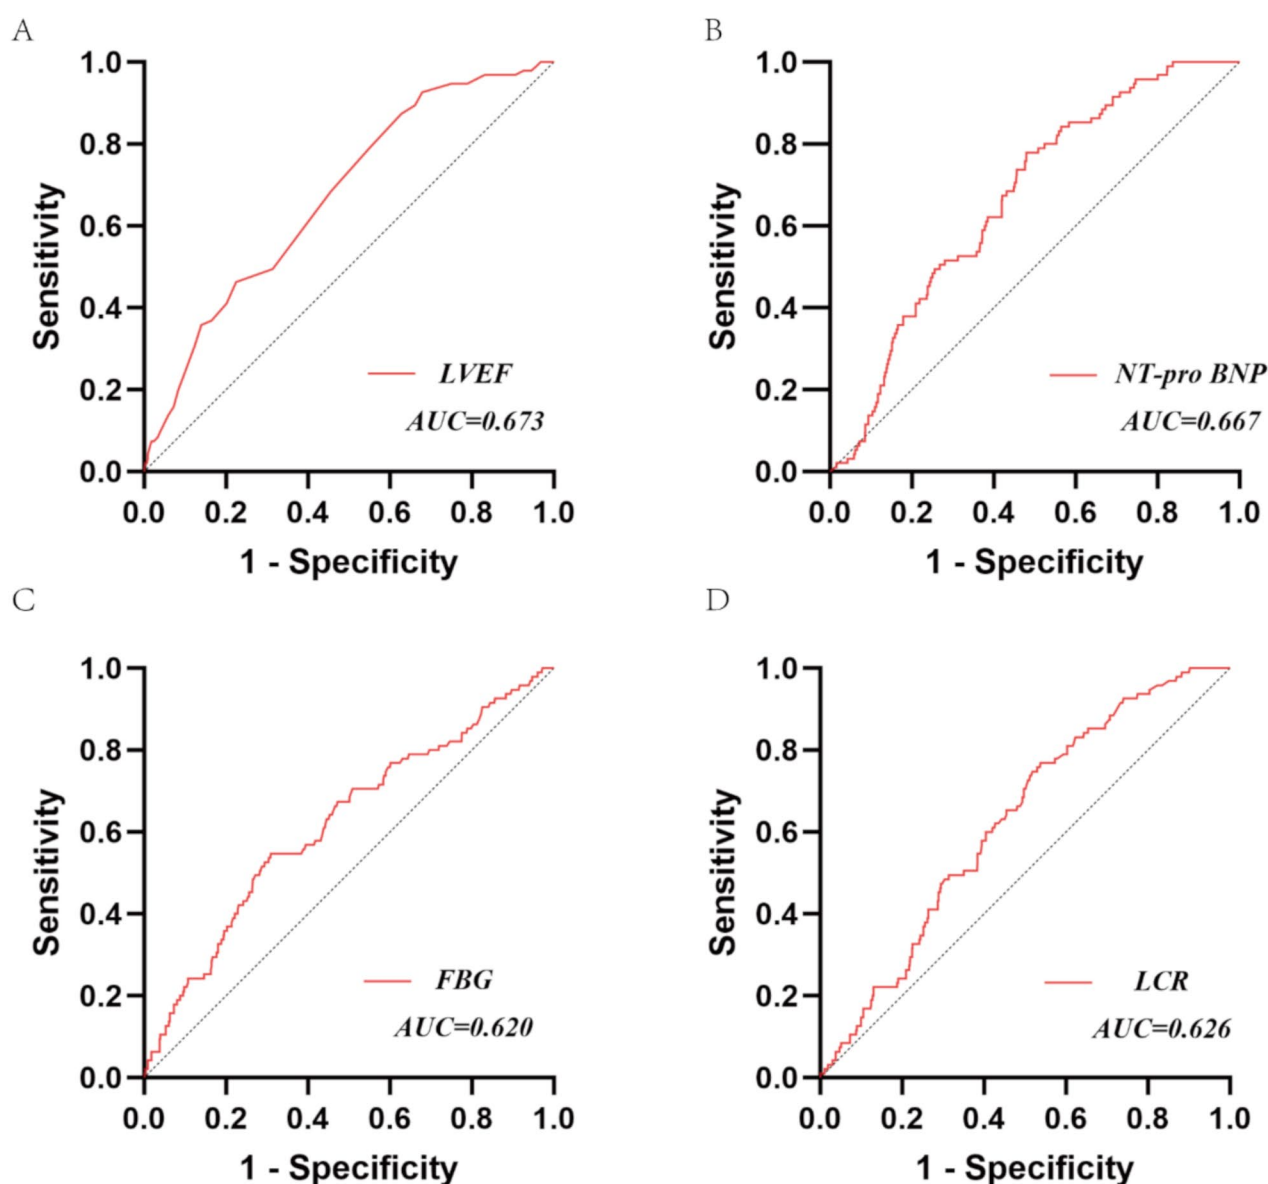 A
1.0
0.8
0.6
0.4
0.2
0.0
Sensitivity
LVEF
AUC=0.673
0.0 0.2 0.4 0.6 0.8 1.0
1 - Specificity
B
1.0
0.8
0.6
0.4
0.2
0.0
Sensitivity
NT-pro BNP
AUC=0.667
0.0 0.2 0.4 0.6 0.8 1.0
1 - Specificity
C
1.0
0.8
0.6
0.4
0.2
0.0
Sensitivity
FBG
AUC=0.620
0.0 0.2 0.4 0.6 0.8 1.0
1 - Specificity
D
1.0
0.8
0.6
0.4
0.2
0.0
Sensitivity
LCR
AUC=0.626
0.0 0.2 0.4 0.6 0.8 1.0
1 - Specificity